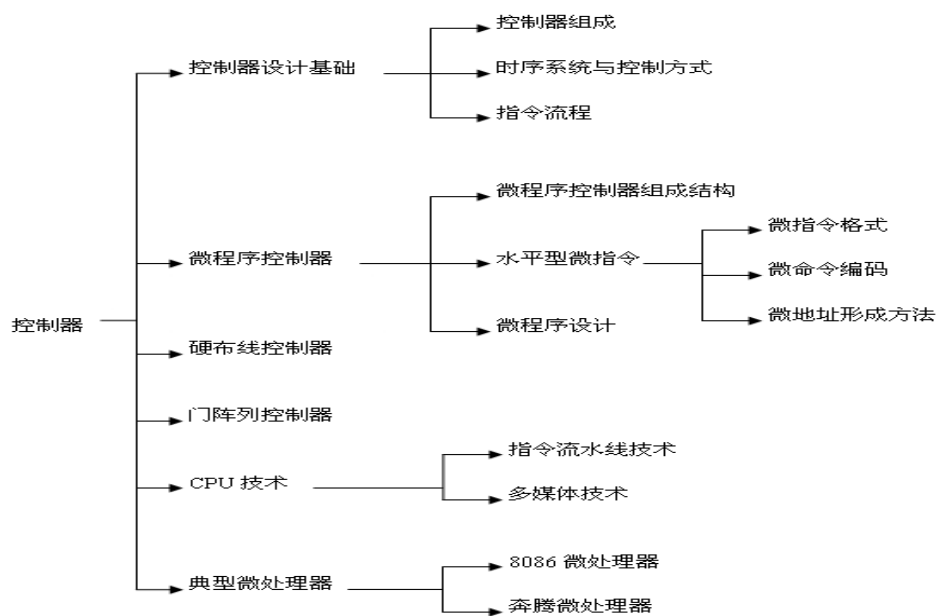 控制器组成
控制器设计基础
时序系统与控制方式
指令流程
微程序控制器组成结构
微指令格式
微程序控制器
水平型微指令
微命令编码
微程序设计
微地址形成方法
控制器
硬布线控制器
门阵列控制器
指令流水线技术
CPU 技术
多媒体技术
8086 微处理器
典型微处理器
奔腾微处理器